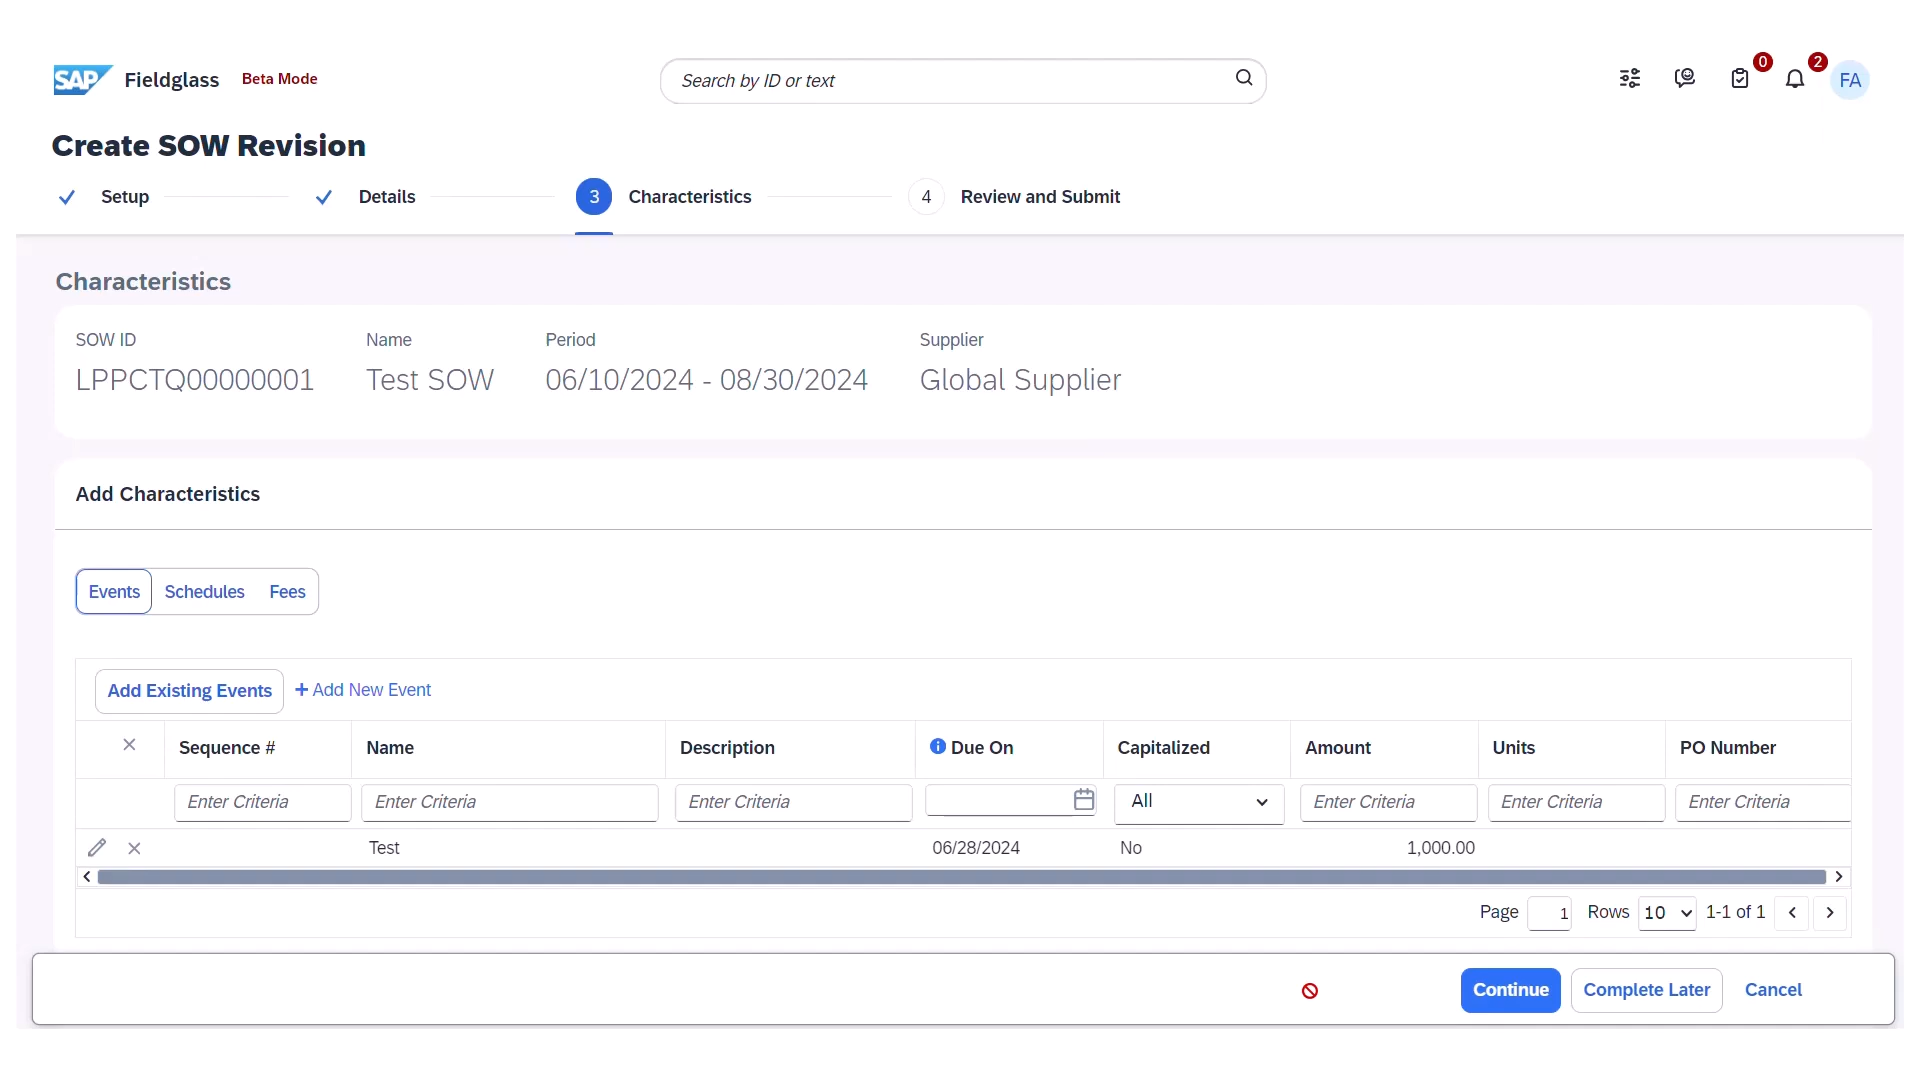 SAP Fieldglass Beta Mode Search by ID or text 0 2 FA
Create SOW Revision
Setup Details 3 Characteristics 4 Review and Submit
Characteristics
SOW ID Name Period Supplier
LPPCTQ00000001 Test SOW 06/10/2024 - 08/30/2024 Global Supplier
Add Characteristics
Events Schedules Fees
Add Existing Events + Add New Event
Sequence # Name Description Due On Capitalized Amount Units PO Number
Enter Criteria Enter Criteria Enter Criteria All Enter Criteria Enter Criteria Enter Criteria
Test 06/28/2024 No 1,000.00
Page 1 Rows 10 1-1 of 1
Continue Complete Later Cancel